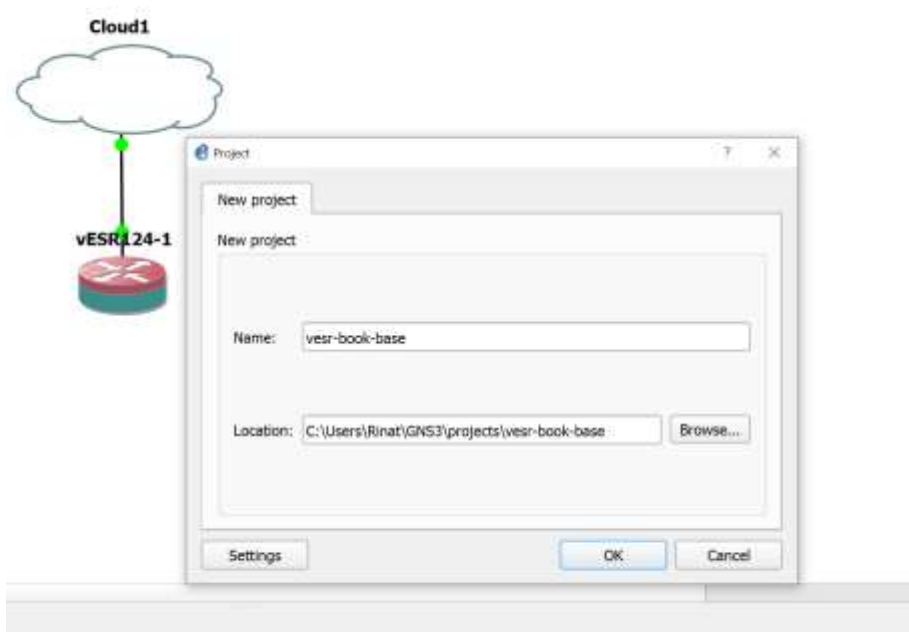 Cloud1
vESR124-1
Project
New project
New project
Name: vesr-book-base
Location: C:\Users\Rinat\GNS3\projects\vesr-book-base Browse...
Settings OK Cancel